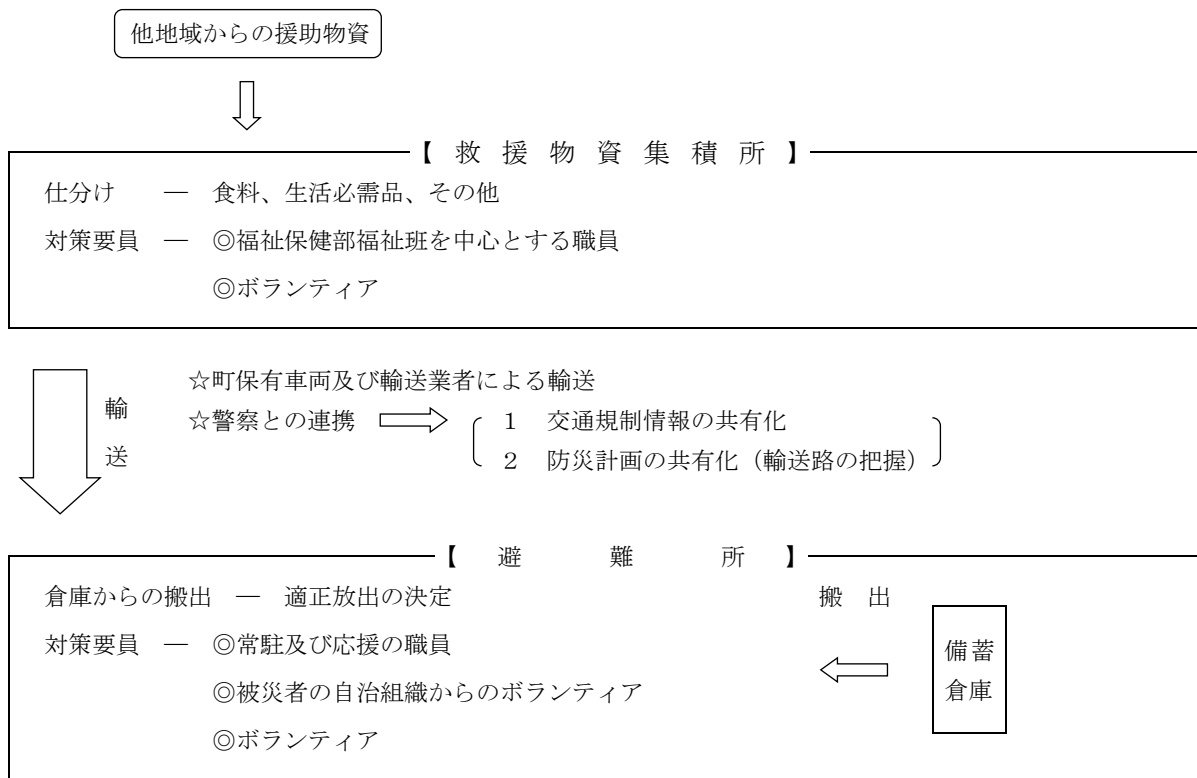 他地域からの援助物資
【 救 援 物 資 集 積 所 】
仕分け ― 食料、生活必需品、その他
対策要員 ― ◎福祉保健部福祉班を中心とする職員
◎ボランティア
輸送
☆町保有車両及び輸送業者による輸送
☆警察との連携
1 交通規制情報の共有化
2 防災計画の共有化（輸送路の把握）
【 避 難 所 】
倉庫からの搬出 ― 適正放出の決定
対策要員 ― ◎常駐及び応援の職員
◎被災者の自治組織からのボランティア
◎ボランティア
搬 出
備蓄
倉庫